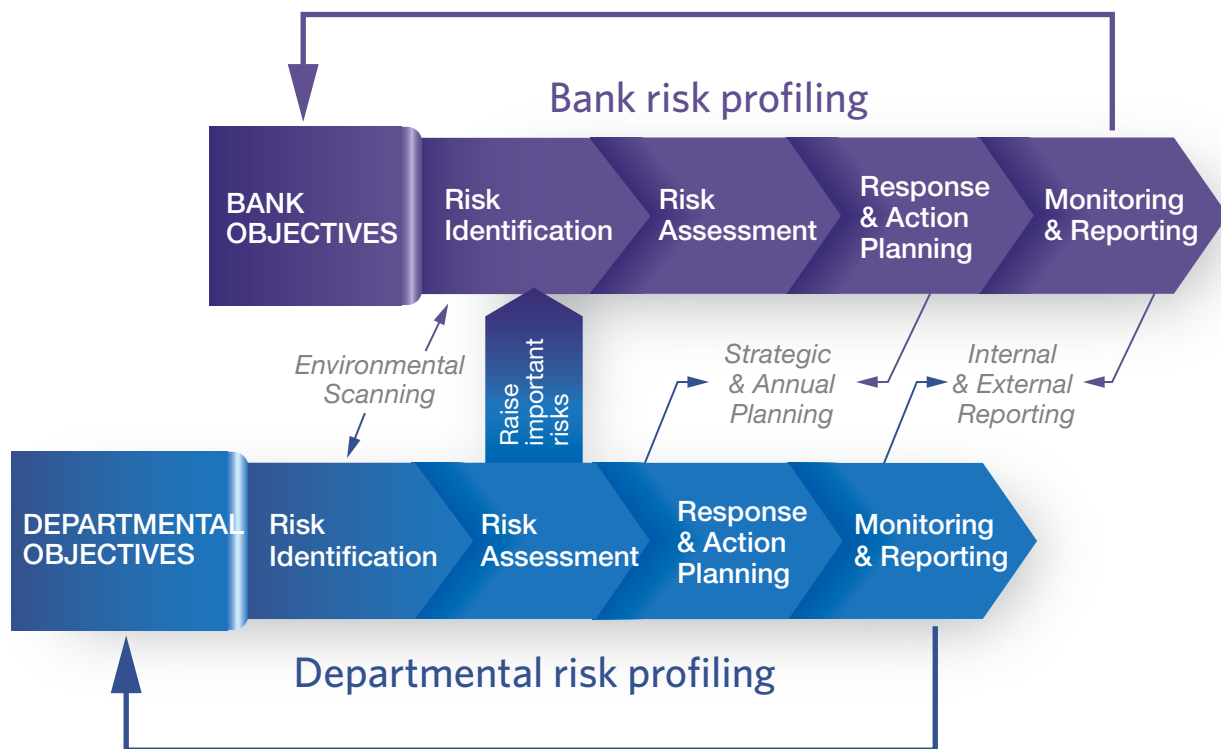 Bank risk profiling
BANK
OBJECTIVES
Risk
Identification
Risk
Assessment
Response
& Action
Planning
Monitoring
& Reporting
Environmental
Scanning
Raise
important
risks
Strategic
& Annual
Planning
Internal
& External
Reporting
DEPARTMENTAL
OBJECTIVES
Risk
Identification
Risk
Assessment
Response
& Action
Planning
Monitoring
& Reporting
Departmental risk profiling